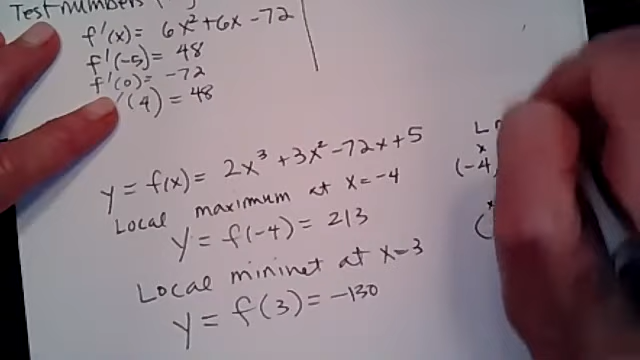 Test numbers
f'(x) = 6x² + 6x - 72
f'(-5) = 48
f'(0) = -72
'(4) = 48
y = f(x) = 2x³ + 3x² - 72x + 5
Local maximum at x = -4
y = f(-4) = 213
Local mininet at x = 3
y = f(3) = -130
L
x
(-4,
x
(